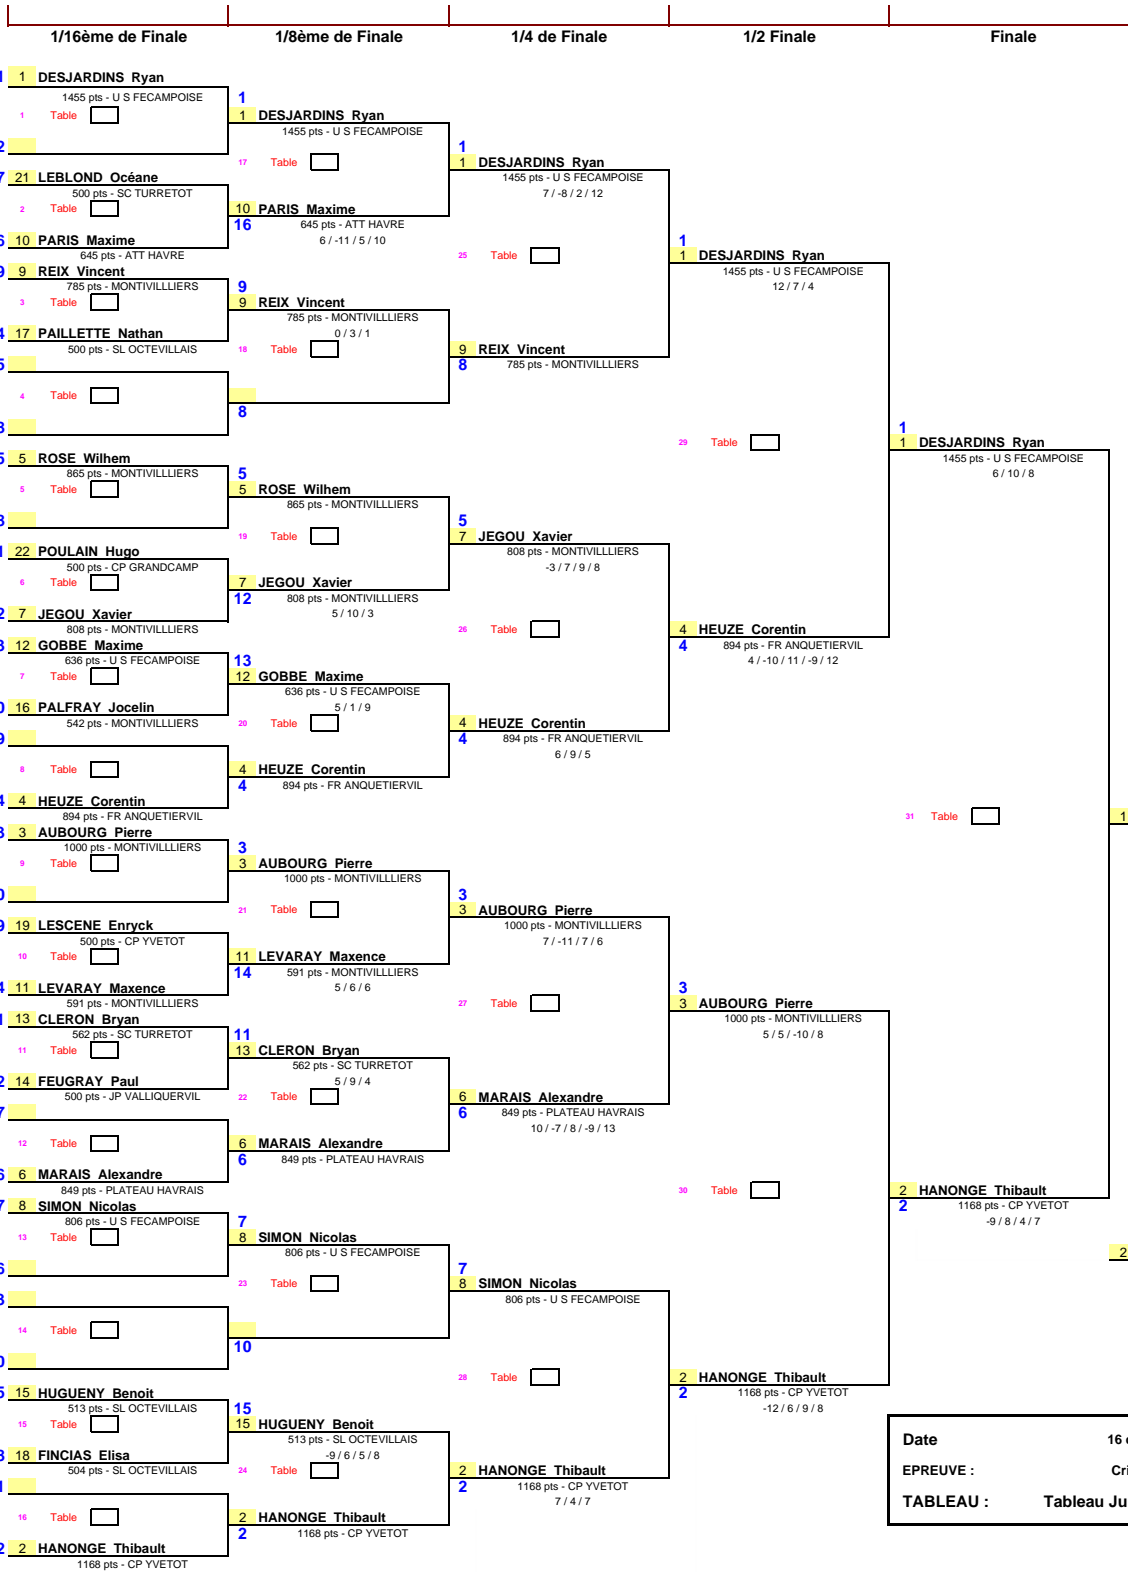 1/16ème de Finale
1/8ème de Finale
1/4 de Finale
1/2 Finale
Finale
1 DESJARDINS Ryan
1455 pts - U S FECAMPOISE
1 Table
21 LEBLOND Océane
500 pts - SC TURRETOT
2 Table
10 PARIS Maxime
645 pts - ATT HAVRE
9 REIX Vincent
785 pts - MONTIVILLLIERS
3 Table
17 PAILLETTE Nathan
500 pts - SL OCTEVILLAIS
4 Table
5 ROSE Wilhem
865 pts - MONTIVILLLIERS
5 Table
22 POULAIN Hugo
500 pts - CP GRANDCAMP
6 Table
7 JEGOU Xavier
808 pts - MONTIVILLLIERS
12 GOBBE Maxime
636 pts - U S FECAMPOISE
7 Table
16 PALFRAY Jocelin
542 pts - MONTIVILLLIERS
8 Table
4 HEUZE Corentin
894 pts - FR ANQUETIERVIL
3 AUBOURG Pierre
1000 pts - MONTIVILLLIERS
9 Table
19 LESCENE Enryck
500 pts - CP YVETOT
10 Table
11 LEVARAY Maxence
591 pts - MONTIVILLLIERS
13 CLERON Bryan
562 pts - SC TURRETOT
11 Table
14 FEUGRAY Paul
500 pts - JP VALLIQUERVIL
12 Table
6 MARAIS Alexandre
849 pts - PLATEAU HAVRAIS
8 SIMON Nicolas
806 pts - U S FECAMPOISE
13 Table
14 Table
15 HUGUENY Benoit
513 pts - SL OCTEVILLAIS
15 Table
18 FINCIAS Elisa
504 pts - SL OCTEVILLAIS
16 Table
2 HANONGE Thibault
1168 pts - CP YVETOT
1
1 DESJARDINS Ryan
1455 pts - U S FECAMPOISE
17 Table
10 PARIS Maxime
16
645 pts - ATT HAVRE
6 / -11 / 5 / 10
9
9 REIX Vincent
785 pts - MONTIVILLLIERS
0 / 3 / 1
18 Table
8
5
5 ROSE Wilhem
865 pts - MONTIVILLLIERS
19 Table
7 JEGOU Xavier
12
808 pts - MONTIVILLLIERS
5 / 10 / 3
13
12 GOBBE Maxime
636 pts - U S FECAMPOISE
5 / 1 / 9
20 Table
4 HEUZE Corentin
4
894 pts - FR ANQUETIERVIL
3
3 AUBOURG Pierre
1000 pts - MONTIVILLLIERS
21 Table
11 LEVARAY Maxence
14
591 pts - MONTIVILLLIERS
5 / 6 / 6
11
13 CLERON Bryan
562 pts - SC TURRETOT
5 / 9 / 4
22 Table
6 MARAIS Alexandre
6
849 pts - PLATEAU HAVRAIS
7
8 SIMON Nicolas
806 pts - U S FECAMPOISE
23 Table
10
15
15 HUGUENY Benoit
513 pts - SL OCTEVILLAIS
-9 / 6 / 5 / 8
24 Table
2 HANONGE Thibault
2
1168 pts - CP YVETOT
1
1 DESJARDINS Ryan
1455 pts - U S FECAMPOISE
7 / -8 / 2 / 12
25 Table
9 REIX Vincent
8
785 pts - MONTIVILLLIERS
5
7 JEGOU Xavier
808 pts - MONTIVILLLIERS
-3 / 7 / 9 / 8
26 Table
4 HEUZE Corentin
4
894 pts - FR ANQUETIERVIL
6 / 9 / 5
3
3 AUBOURG Pierre
1000 pts - MONTIVILLLIERS
7 / -11 / 7 / 6
27 Table
6 MARAIS Alexandre
6
849 pts - PLATEAU HAVRAIS
10 / -7 / 8 / -9 / 13
7
8 SIMON Nicolas
806 pts - U S FECAMPOISE
28 Table
2 HANONGE Thibault
2
1168 pts - CP YVETOT
7 / 4 / 7
1
1 DESJARDINS Ryan
1455 pts - U S FECAMPOISE
12 / 7 / 4
29 Table
4 HEUZE Corentin
4
894 pts - FR ANQUETIERVIL
4 / -10 / 11 / -9 / 12
3
3 AUBOURG Pierre
1000 pts - MONTIVILLLIERS
5 / 5 / -10 / 8
30 Table
2 HANONGE Thibault
2
1168 pts - CP YVETOT
-12 / 6 / 9 / 8
1
1 DESJARDINS Ryan
1455 pts - U S FECAMPOISE
6 / 10 / 8
31 Table
2 HANONGE Thibault
2
1168 pts - CP YVETOT
-9 / 8 / 4 / 7
1
2
Date 16
EPREUVE : Cri
TABLEAU : Tableau Ju